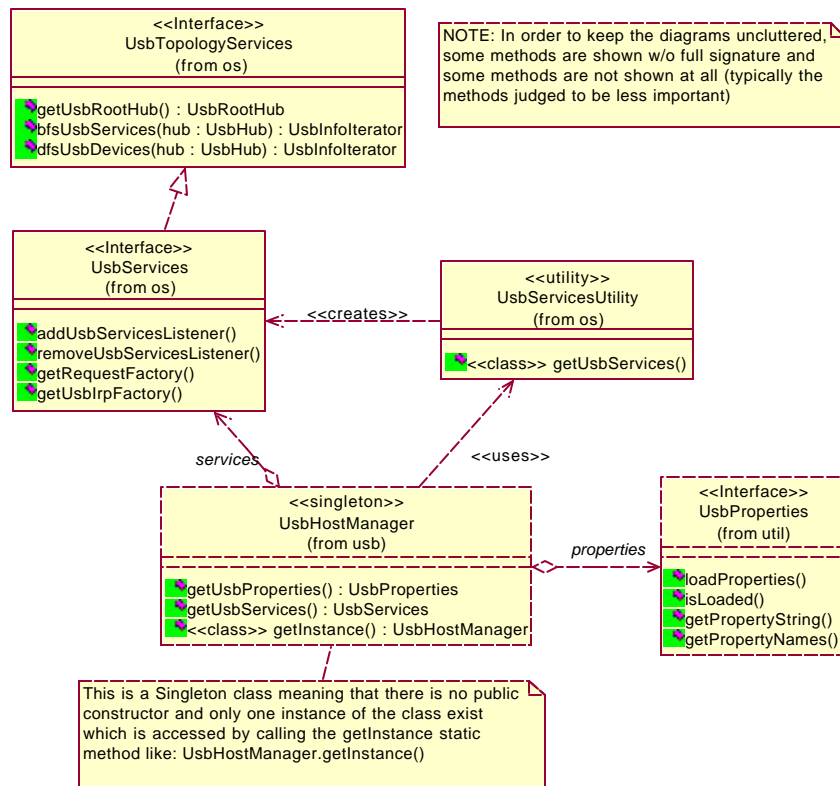 <<Interface>>
UsbTopologyServices
(from os)
getUsbRootHub() : UsbRootHub
bfsUsbServices(hub : UsbHub) : UsbInfoIterator
dfsUsbDevices(hub : UsbHub) : UsbInfoIterator
NOTE: In order to keep the diagrams uncluttered,
some methods are shown w/o full signature and
some methods are not shown at all (typically the
methods judged to be less important)
<<Interface>>
UsbServices
(from os)
addUsbServicesListener()
removeUsbServicesListener()
getRequestFactory()
getUsbIrpFactory()
<<creates>>
<<utility>>
UsbServicesUtility
(from os)
<<class>> getUsbServices()
services
<<uses>>
<<singleton>>
UsbHostManager
(from usb)
getUsbProperties() : UsbProperties
getUsbServices() : UsbServices
<<class>> getInstance() : UsbHostManager
properties
<<Interface>>
UsbProperties
(from util)
loadProperties()
isLoaded()
getPropertyString()
getPropertyNames()
This is a Singleton class meaning that there is no public
constructor and only one instance of the class exist
which is accessed by calling the getInstance static
method like: UsbHostManager.getInstance()